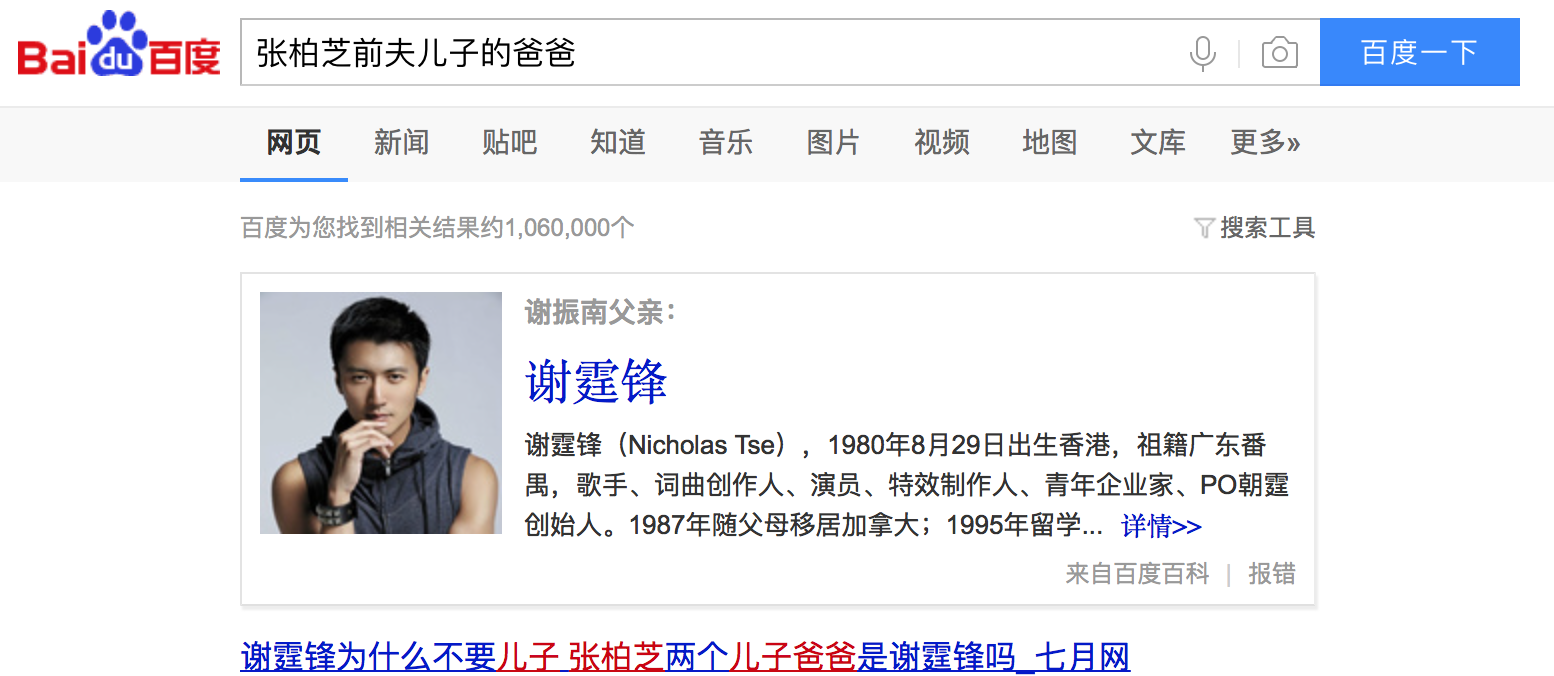 Bai du 百度 张柏芝前夫儿子的爸爸 百度一下
网页 新闻 贴吧 知道 音乐 图片 视频 地图 文库 更多»
百度为您找到相关结果约1,060,000个 搜索工具
谢振南父亲：
谢霆锋
谢霆锋（Nicholas Tse），1980年8月29日出生香港，祖籍广东番
禺，歌手、词曲创作人、演员、特效制作人、青年企业家、PO朝霆
创始人。1987年随父母移居加拿大；1995年留学... 详情>>
来自百度百科 | 报错
谢霆锋为什么不要儿子 张柏芝两个儿子爸爸是谢霆锋吗_七月网